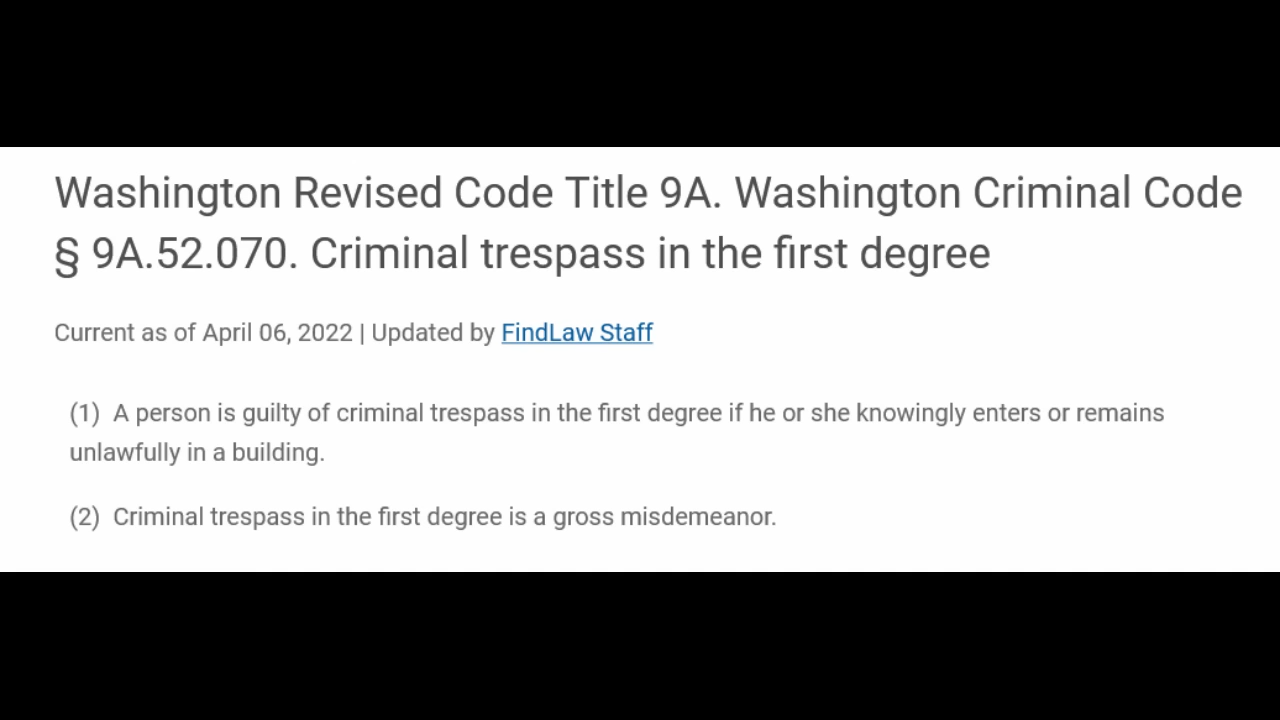 Washington Revised Code Title 9A. Washington Criminal Code
§ 9A.52.070. Criminal trespass in the first degree
Current as of April 06, 2022 | Updated by FindLaw Staff
(1) A person is guilty of criminal trespass in the first degree if he or she knowingly enters or remains
unlawfully in a building.
(2) Criminal trespass in the first degree is a gross misdemeanor.